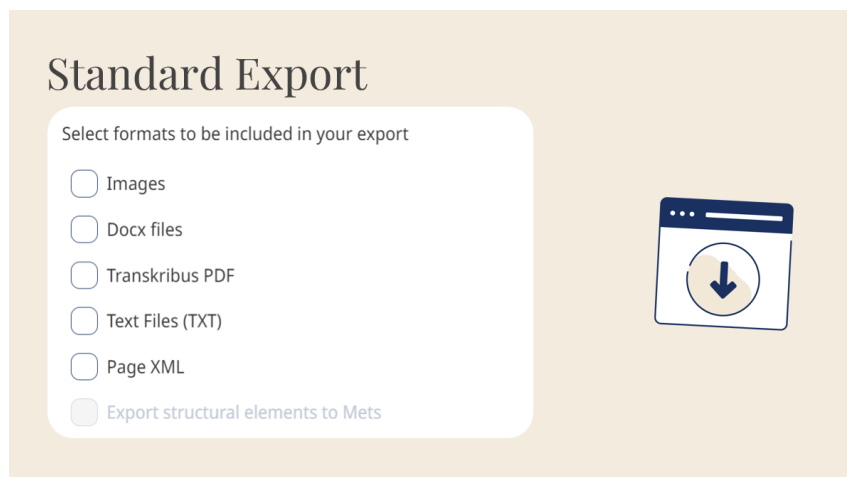 Standard Export
Select formats to be included in your export
Images
Docx files
Transkribus PDF
Text Files (TXT)
Page XML
Export structural elements to Mets